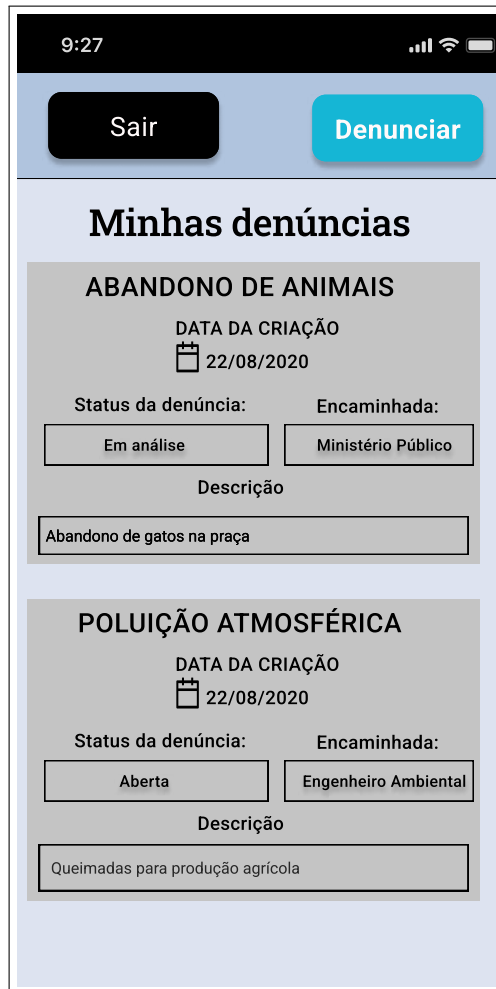 9:27
Sair
Denunciar
Minhas denúncias
ABANDONO DE ANIMAIS
DATA DA CRIAÇÃO
22/08/2020
Status da denúncia: Encaminhada:
Em análise Ministério Público
Descrição
Abandono de gatos na praça
POLUIÇÃO ATMOSFÉRICA
DATA DA CRIAÇÃO
22/08/2020
Status da denúncia: Encaminhada:
Aberta Engenheiro Ambiental
Descrição
Queimadas para produção agrícola